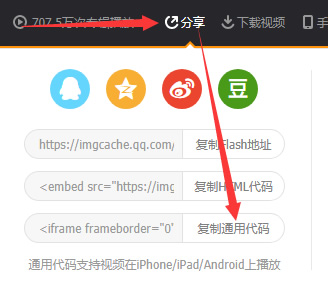 707.5万次专辑播放 分享 下载视频 手
豆
https://imgcache.qq.com/ 复制Flash地址
<embed src="https://img 复制HTML代码
<iframe frameborder="0" 复制通用代码
通用代码支持视频在iPhone/iPad/Android上播放